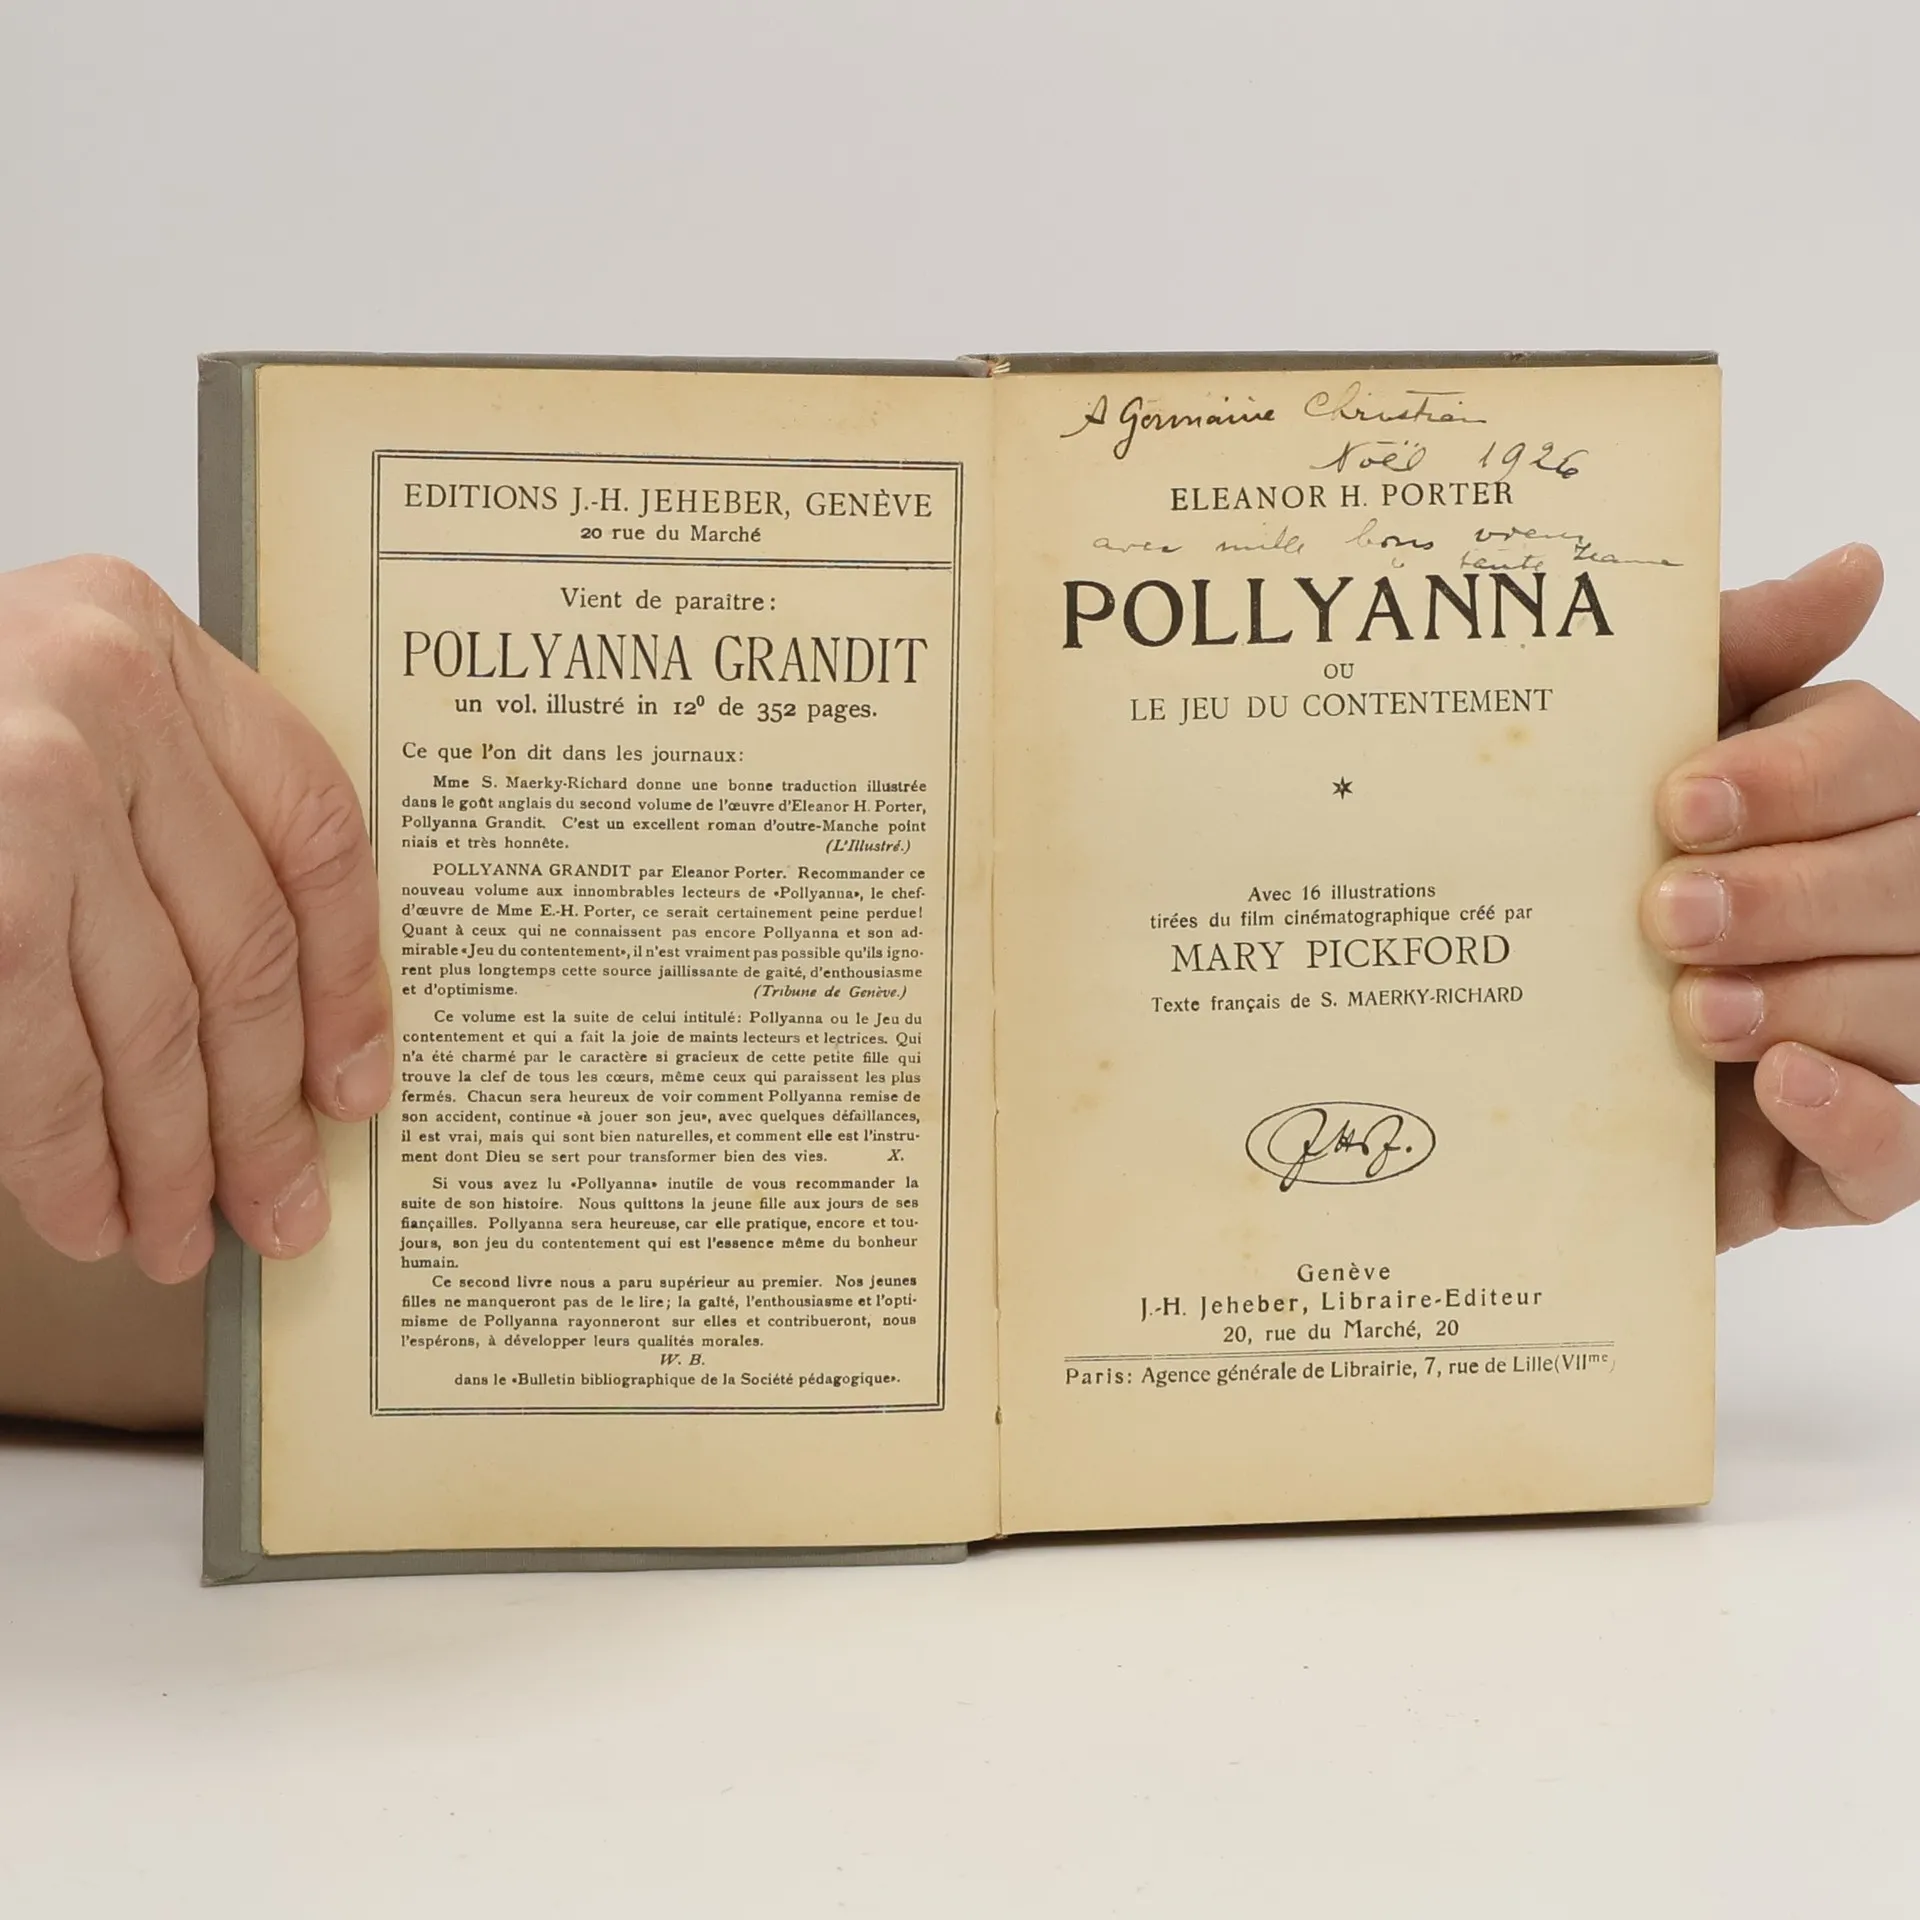 EDITIONS J.-H. JEHEBER, GENÈVE
20 rue du Marché
Vient de paraître:
POLLYANNA GRANDIT
un vol. illustré in 12⁰ de 352 pages.
Ce que l'on dit dans les journaux:
Mme S. Maerky-Richard donne une bonne traduction illustrée
dans le goût anglais du second volume de l'œuvre d'Eleanor H. Porter,
Pollyanna Grandit. C'est un excellent roman d'outre-Manche point
niais et très honnête. (L'Illustré.)
POLLYANNA GRANDIT par Eleanor Porter. Recommander ce
nouveau volume aux innombrables lecteurs de «Pollyanna», le chef-
d'œuvre de Mme E.-H. Porter, ce serait certainement peine perdue!
Quant à ceux qui ne connaissent pas encore Pollyanna et son ad-
mirable «Jeu du contentement», il n'est vraiment pas possible qu'ils igno-
rent plus longtemps cette source jaillissante de gaité, d'enthousiasme
et d'optimisme. (Tribune de Genève.)
Ce volume est la suite de celui intitulé: Pollyanna ou le Jeu du
contentement et qui a fait la joie de maints lecteurs et lectrices. Qui
n'a été charmé par le caractère si gracieux de cette petite fille qui
trouve la clef de tous les cœurs, même ceux qui paraissent les plus
fermés. Chacun sera heureux de voir comment Pollyanna remise de
son accident, continue «à jouer son jeu», avec quelques défaillances,
il est vrai, mais qui sont bien naturelles, et comment elle est l'instru-
ment dont Dieu se sert pour transformer bien des vies. X.
Si vous avez lu «Pollyanna» inutile de vous recommander la
suite de son histoire. Nous quittons la jeune fille aux jours de ses
fiançailles. Pollyanna sera heureuse, car elle pratique, encore et tou-
jours, son jeu du contentement qui est l'essence même du bonheur
humain.
Ce second livre nous a paru supérieur au premier. Nos jeunes
filles ne manqueront pas de le lire; la gaîté, l'enthousiasme et l'opti-
misme de Pollyanna rayonneront sur elles et contribueront, nous
l'espérons, à développer leurs qualités morales.
W. B.
dans le «Bulletin bibliographique de la Société pédagogique».
A Germaine Christian
Noël 1926
ELEANOR H. PORTER
avec mille bons vœux
tante Jeanne
POLLYANNA
OU
LE JEU DU CONTENTEMENT
Avec 16 illustrations
tirées du film cinématographique créé par
MARY PICKFORD
Texte français de S. MAERKY-RICHARD
J.H.J.
Genève
J.-H. Jeheber, Libraire-Editeur
20, rue du Marché, 20
Paris: Agence générale de Librairie, 7, rue de Lille (VIIme)